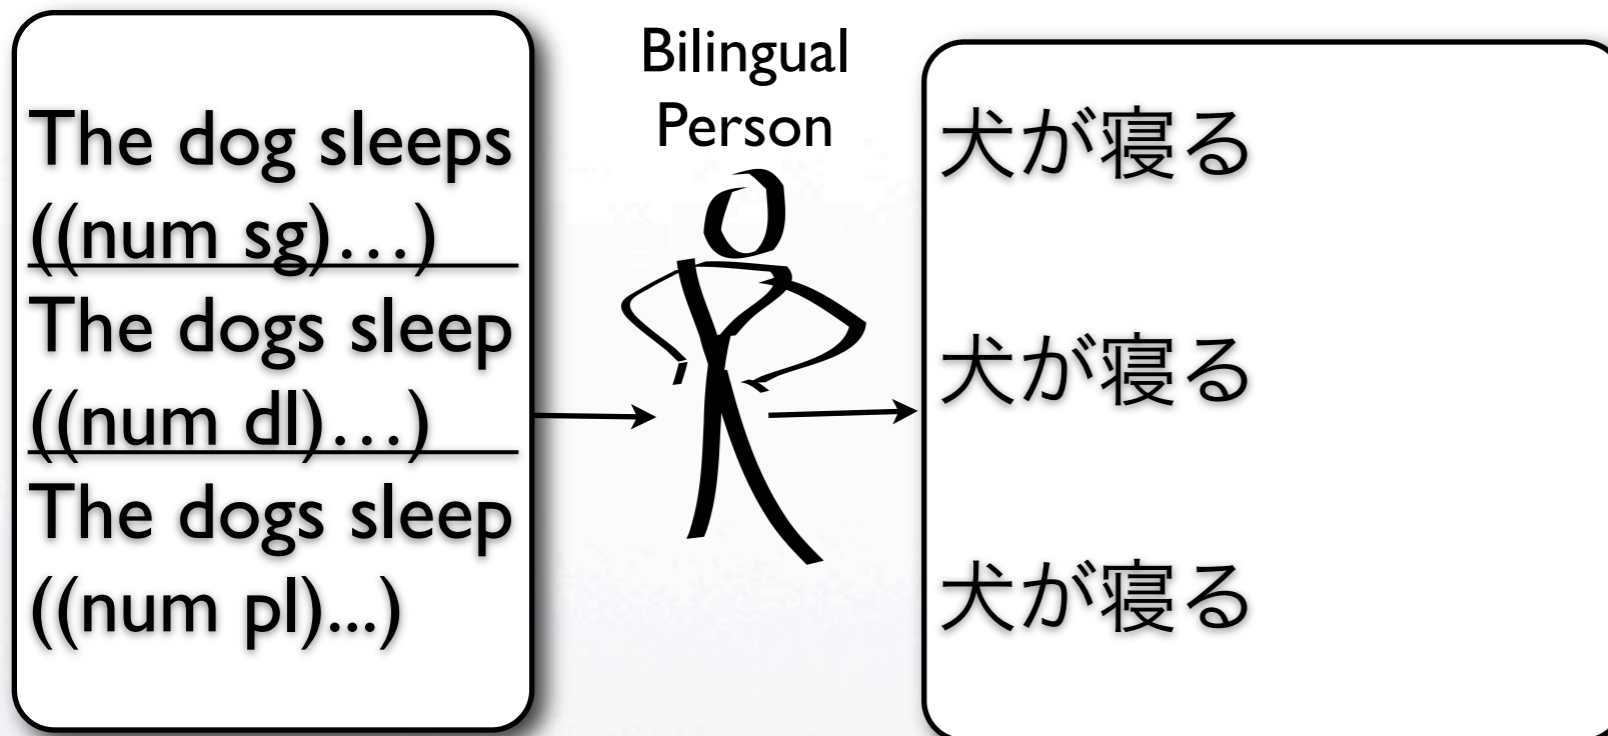 The dog sleeps
((num sg)…)
The dogs sleep
((num dl)…)
The dogs sleep
((num pl)...)
Bilingual
Person
犬が寝る
犬が寝る
犬が寝る